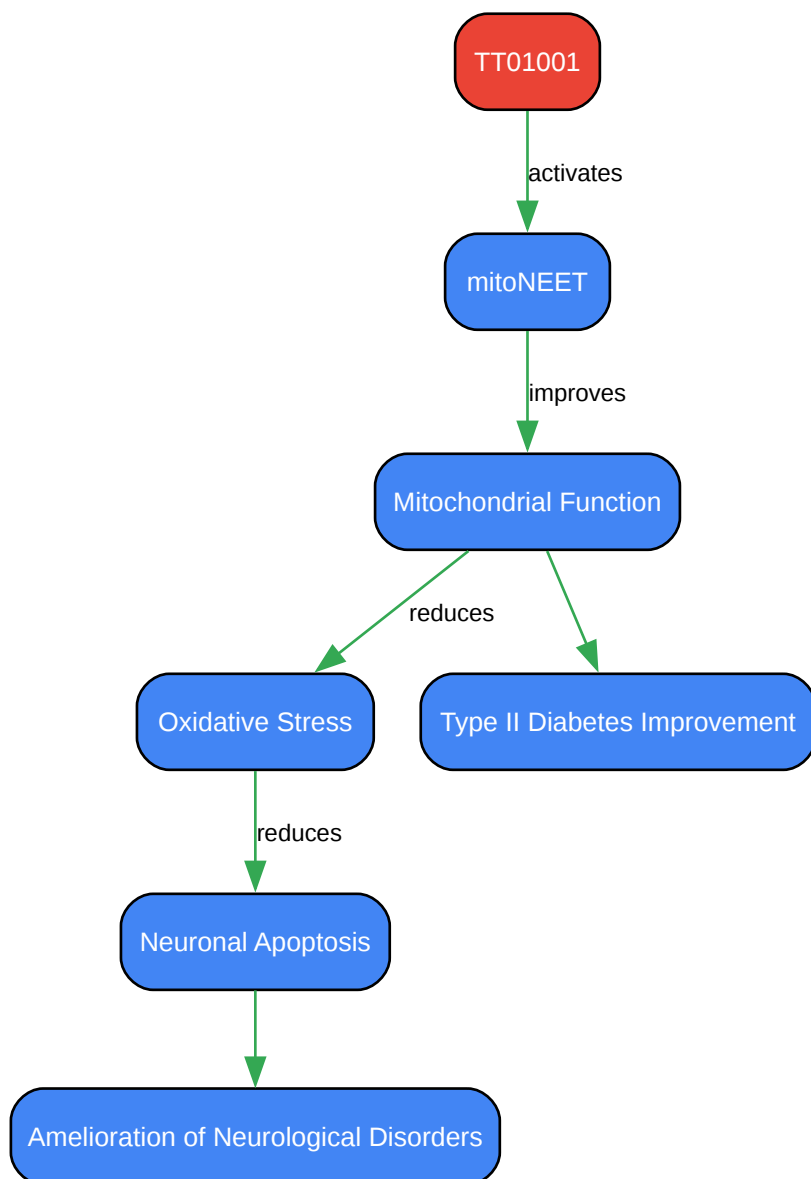 TT01001
activates
mitoNEET
improves
Mitochondrial Function
reduces
Oxidative Stress
Type II Diabetes Improvement
reduces
Neuronal Apoptosis
Amelioration of Neurological Disorders